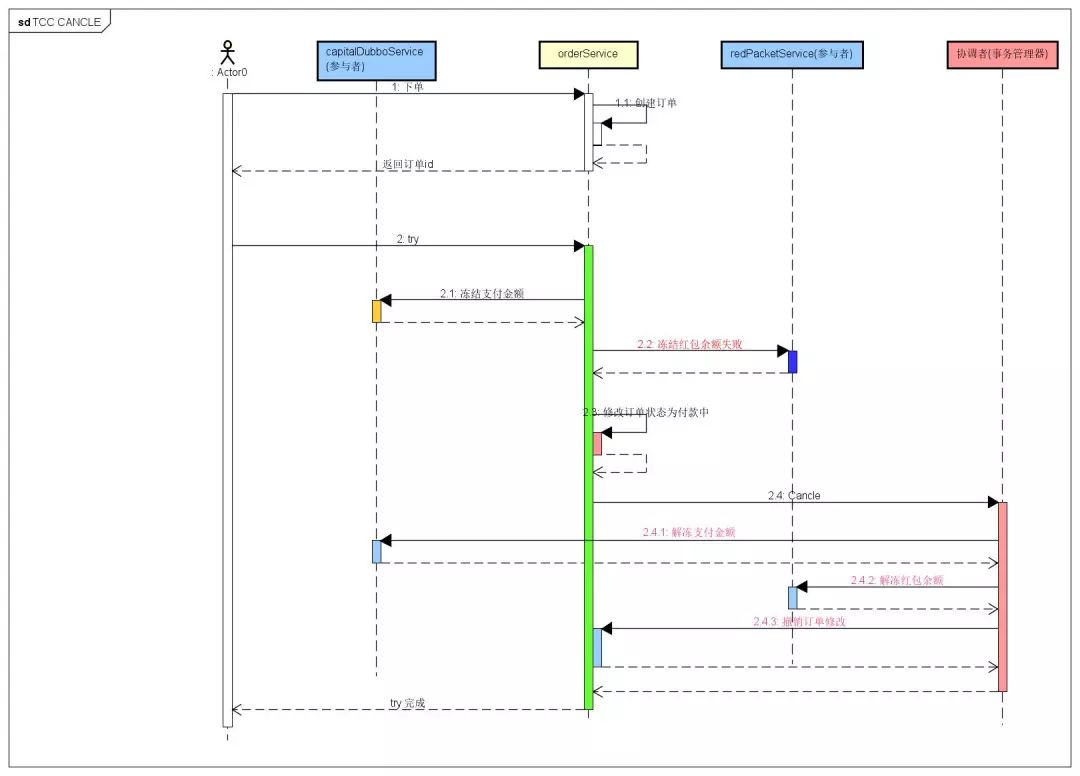 sd TCC CANCLE
: Actor0
capitalDubboService
(参与者)
orderService
redPacketService(参与者)
协调者(事务管理器)
1: 下单
1.1: 创建订单
返回订单id
2: try
2.1: 冻结支付金额
2.2: 冻结红包余额失败
2.3: 修改订单状态为付款中
2.4: Cancle
2.4.1: 解冻支付金额
2.4.2: 解冻红包余额
2.4.3: 撤销订单修改
try 完成